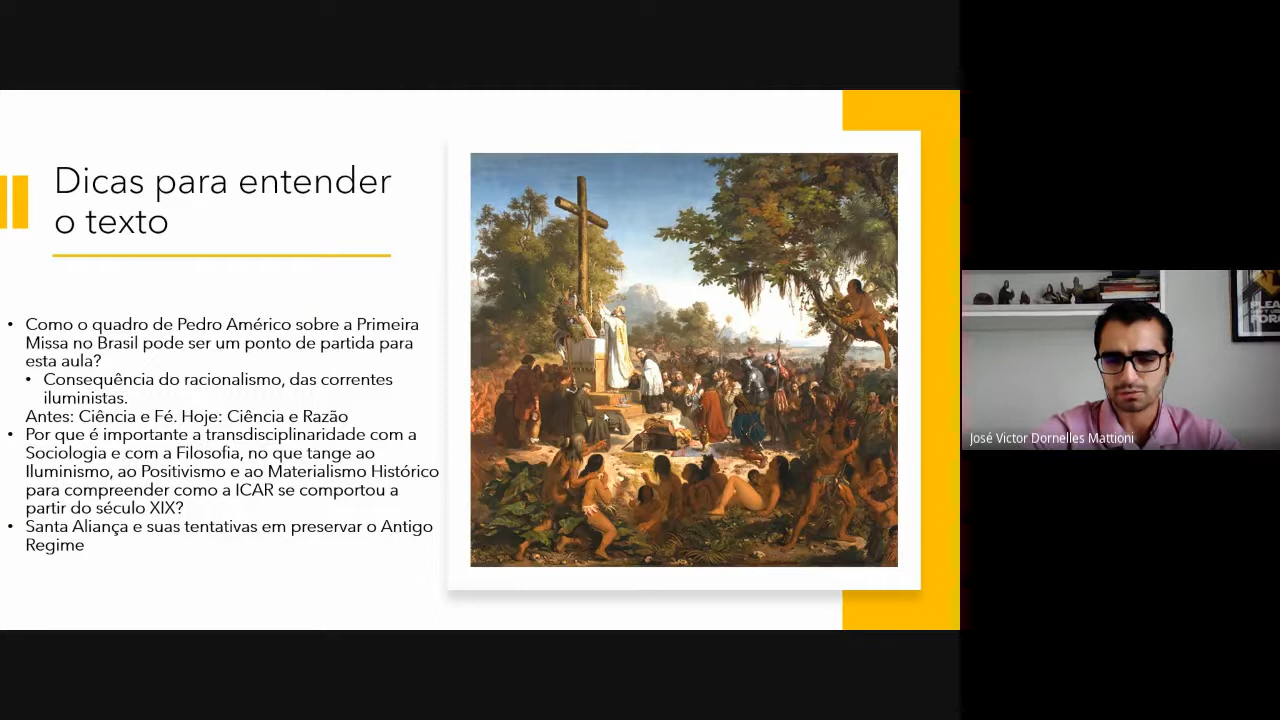 Dicas para entender
o texto
• Como o quadro de Pedro Américo sobre a Primeira
Missa no Brasil pode ser um ponto de partida para
esta aula?
• Consequência do racionalismo, das correntes
iluministas.
Antes: Ciência e Fé. Hoje: Ciência e Razão
• Por que é importante a transdisciplinaridade com a
Sociologia e com a Filosofia, no que tange ao
Iluminismo, ao Positivismo e ao Materialismo Histórico
para compreender como a ICAR se comportou a
partir do século XIX?
• Santa Aliança e suas tentativas em preservar o Antigo
Regime
José Victor Dornelles Mattioni